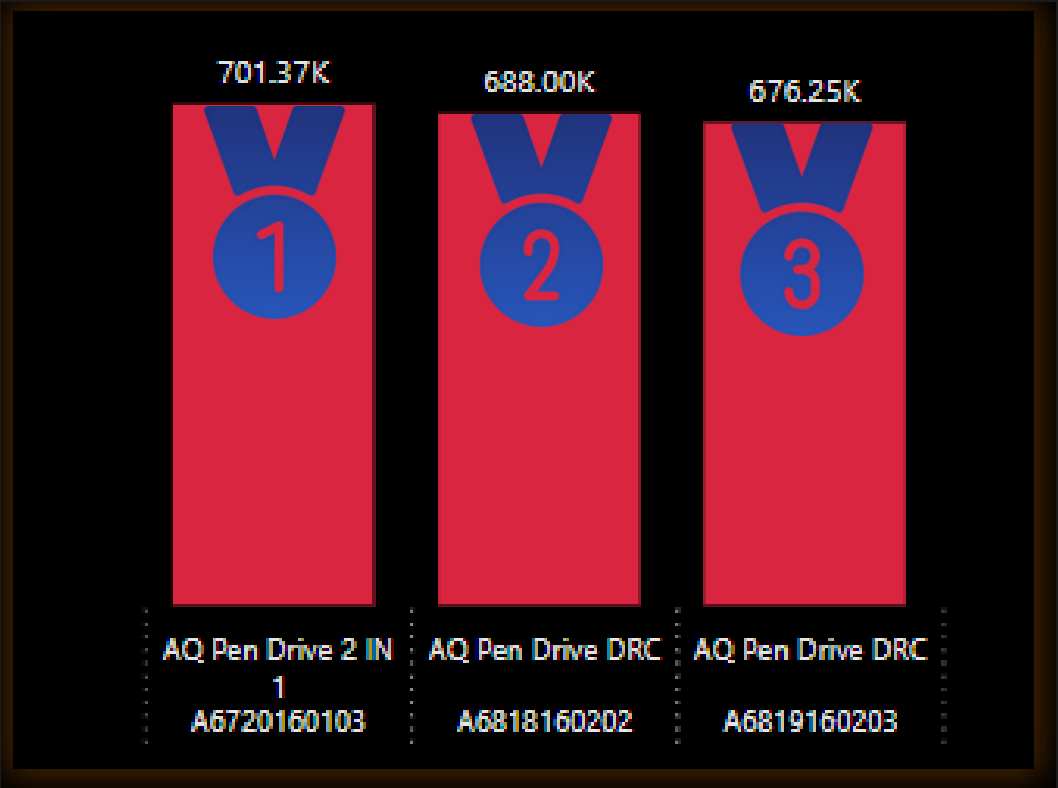 701.37K
688.00K
676.25K
1
2
3
AQ Pen Drive 2 IN
1
A6720160103
AQ Pen Drive DRC
A6818160202
AQ Pen Drive DRC
A6819160203